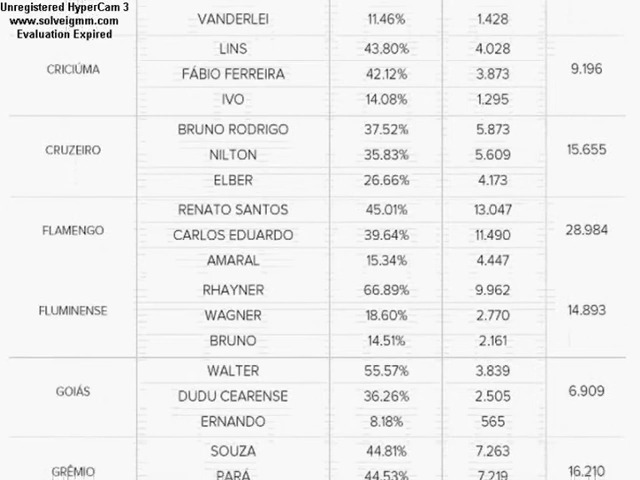 Unregistered HyperCam 3
www.solveigmm.com
Evaluation Expired
VANDERLEI 11.46% 1.428
CRICIÚMA LINS 43.80% 4.028 9.196
FÁBIO FERREIRA 42.12% 3.873
IVO 14.08% 1.295
CRUZEIRO BRUNO RODRIGO 37.52% 5.873 15.655
NILTON 35.83% 5.609
ELBER 26.66% 4.173
FLAMENGO RENATO SANTOS 45.01% 13.047 28.984
CARLOS EDUARDO 39.64% 11.490
AMARAL 15.34% 4.447
FLUMINENSE RHAYNER 66.89% 9.962 14.893
WAGNER 18.60% 2.770
BRUNO 14.51% 2.161
GOIÁS WALTER 55.57% 3.839 6.909
DUDU CEARENSE 36.26% 2.505
ERNANDO 8.18% 565
GRÊMIO SOUZA 44.81% 7.263 16.210
PARÁ 44.53% 7.219